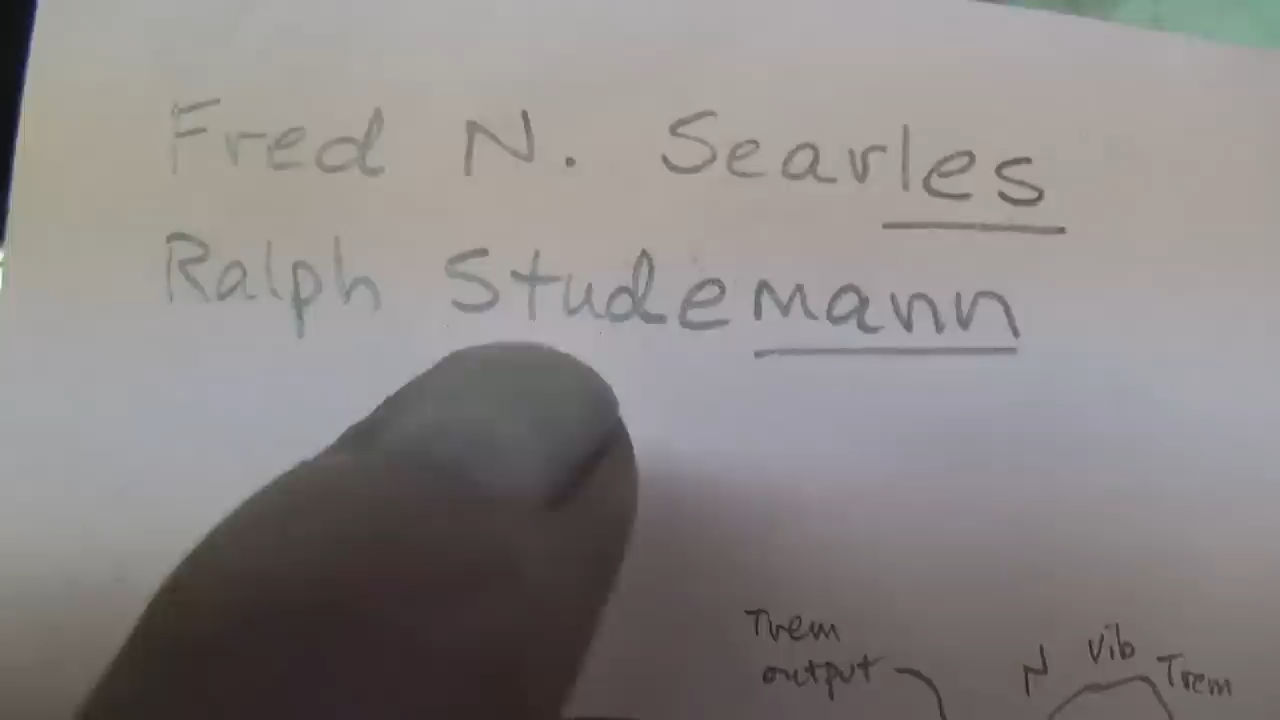 Fred N. Searles
Ralph Studemann
Trem
output
N Vib Trem